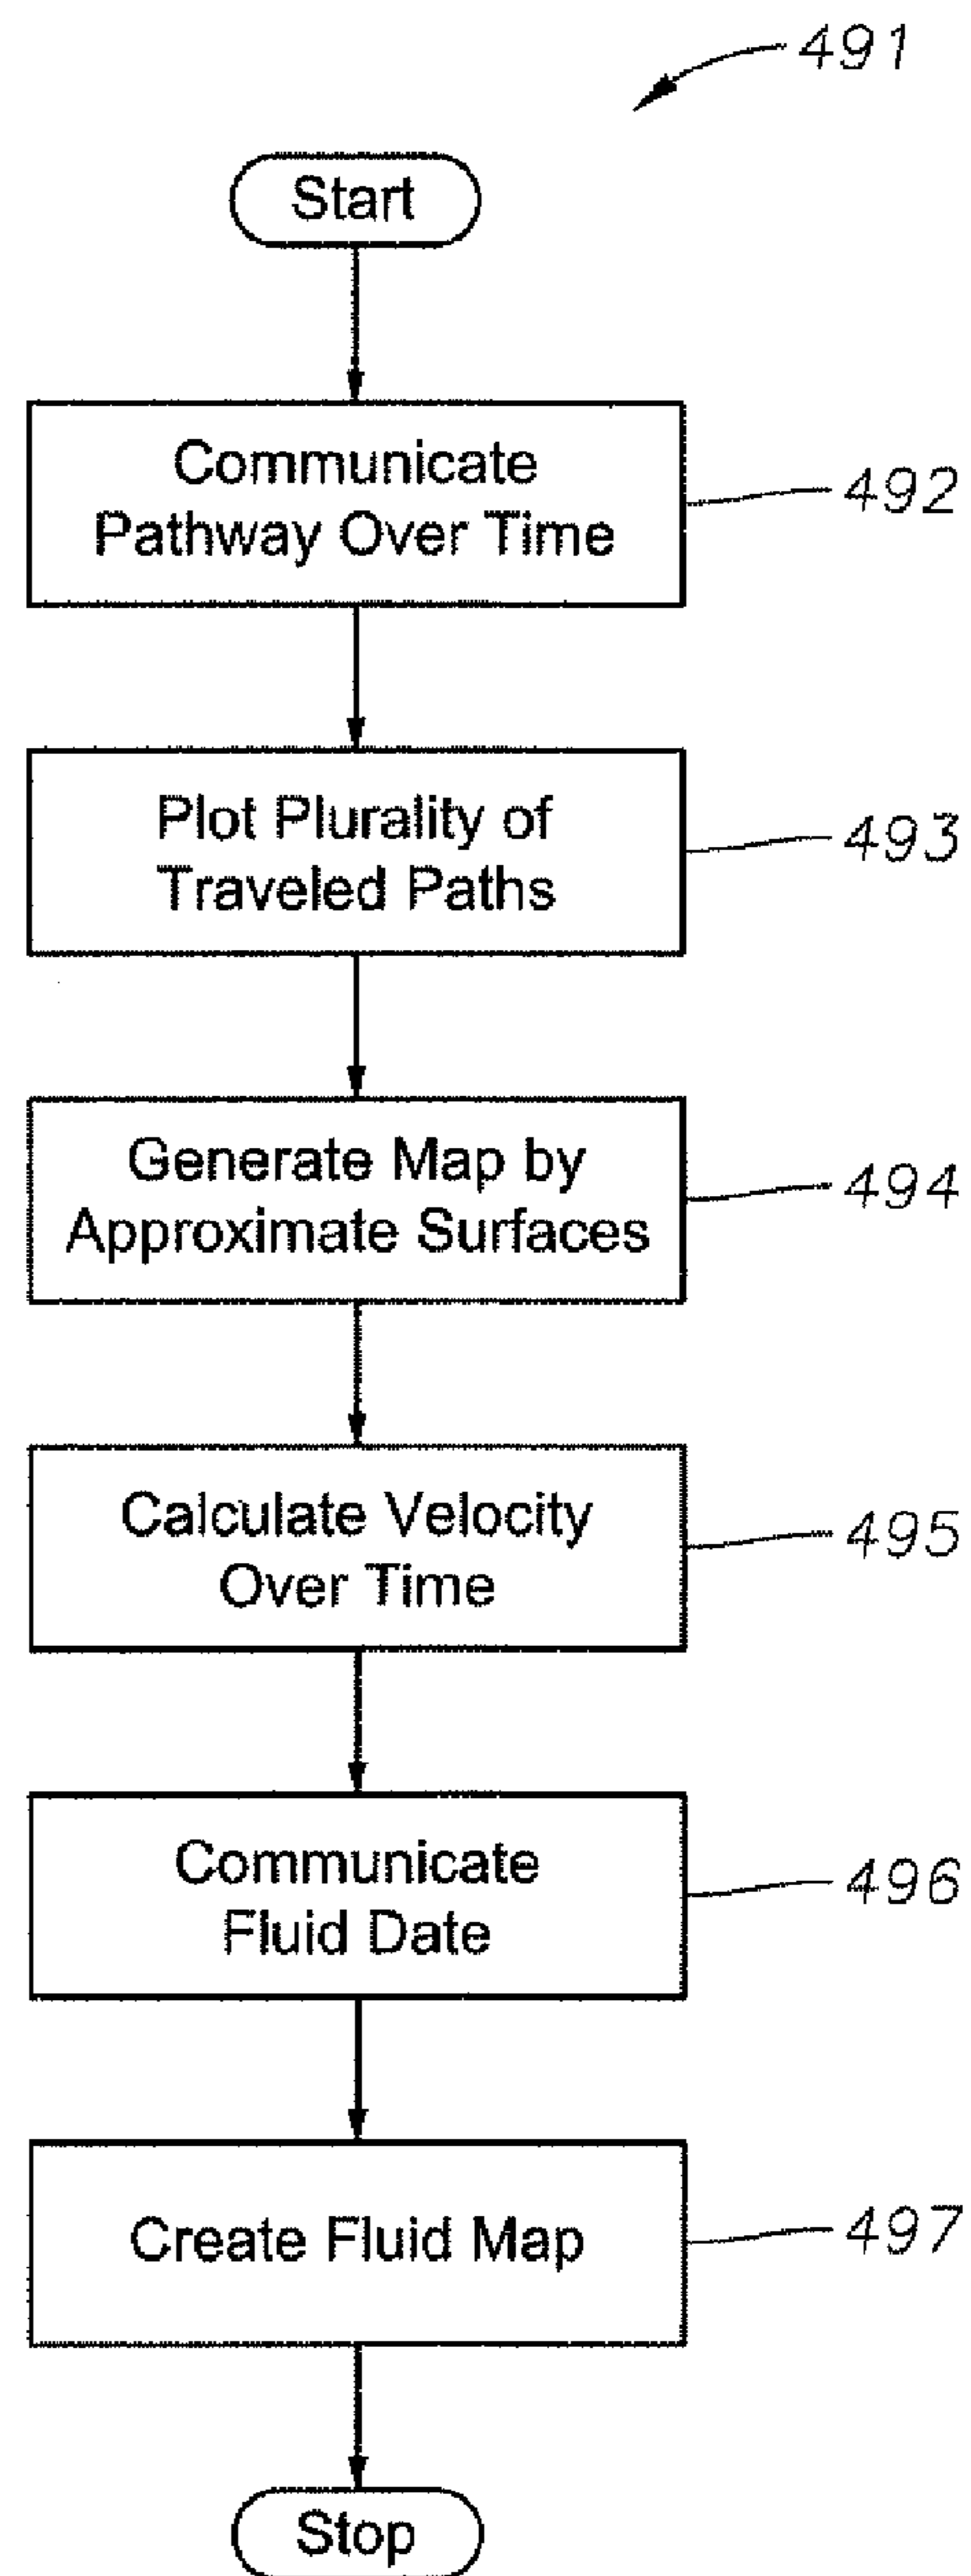 491
Start
Communicate
Pathway Over Time
492
Plot Plurality of
Traveled Paths
493
Generate Map by
Approximate Surfaces
494
Calculate Velocity
Over Time
495
Communicate
Fluid Date
496
Create Fluid Map
497
Stop